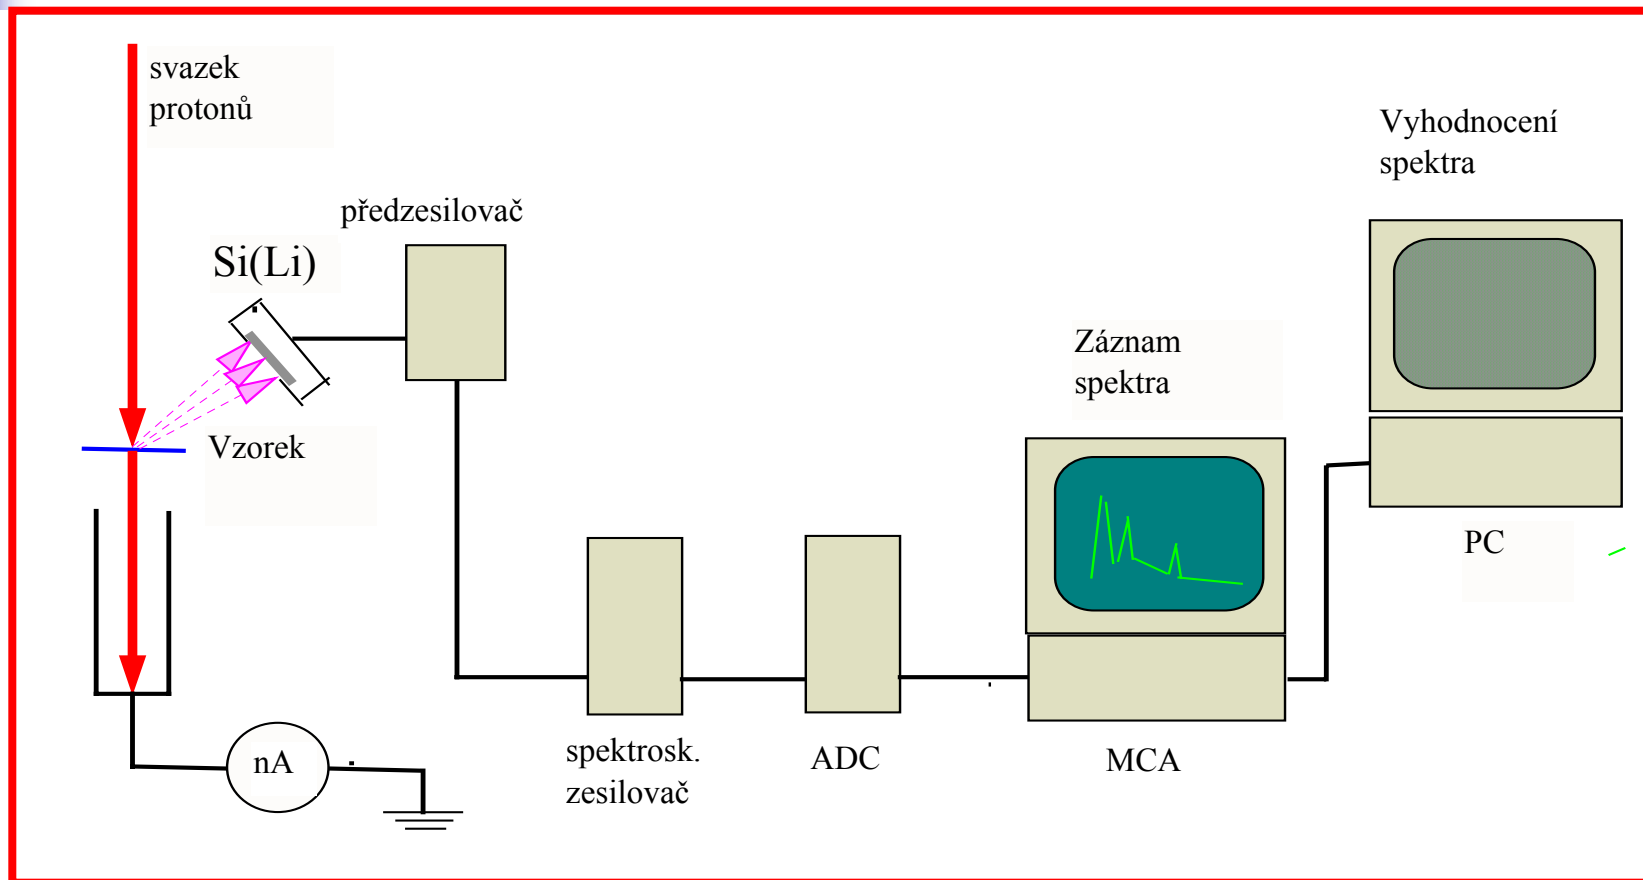 svazek
protonů
Vyhodnocení
spektra
předzesilovač
Si(Li)
Záznam
spektra
Vzorek
PC
spektrosk.
zesilovač
ADC
MCA
nA